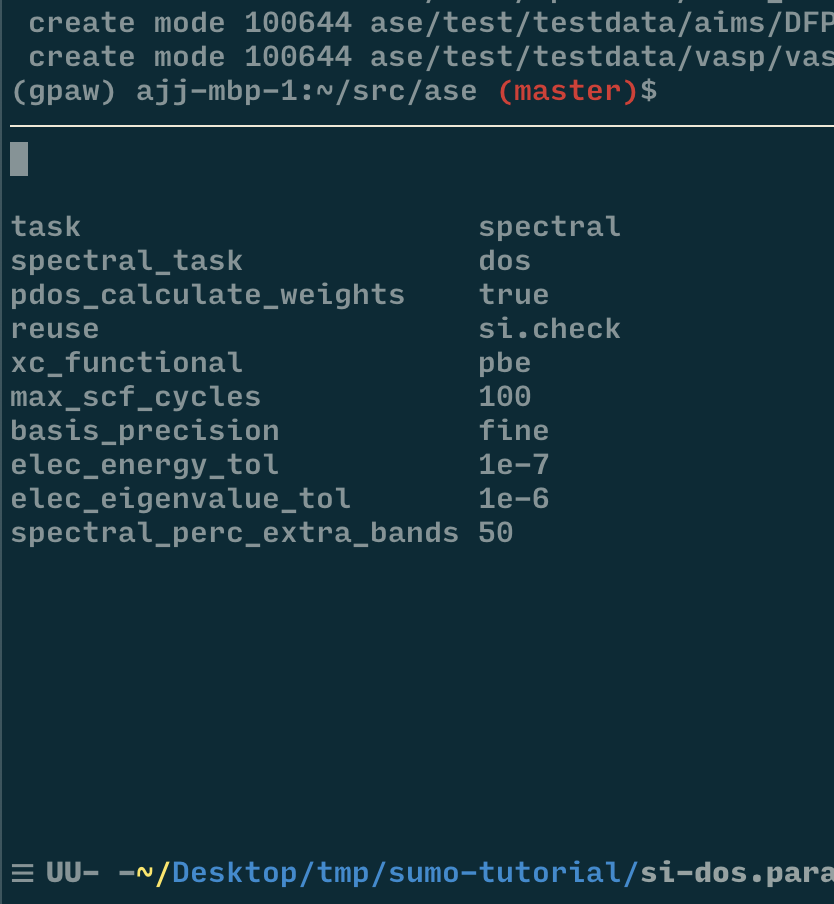 create mode 100644 ase/test/testdata/aims/DFP
create mode 100644 ase/test/testdata/vasp/vas
(gpaw) ajj-mbp-1:~/src/ase (master)$
task spectral
spectral_task dos
pdos_calculate_weights true
reuse si.check
xc_functional pbe
max_scf_cycles 100
basis_precision fine
elec_energy_tol 1e-7
elec_eigenvalue_tol 1e-6
spectral_perc_extra_bands 50
☰ UU- -~/Desktop/tmp/sumo-tutorial/si-dos.para